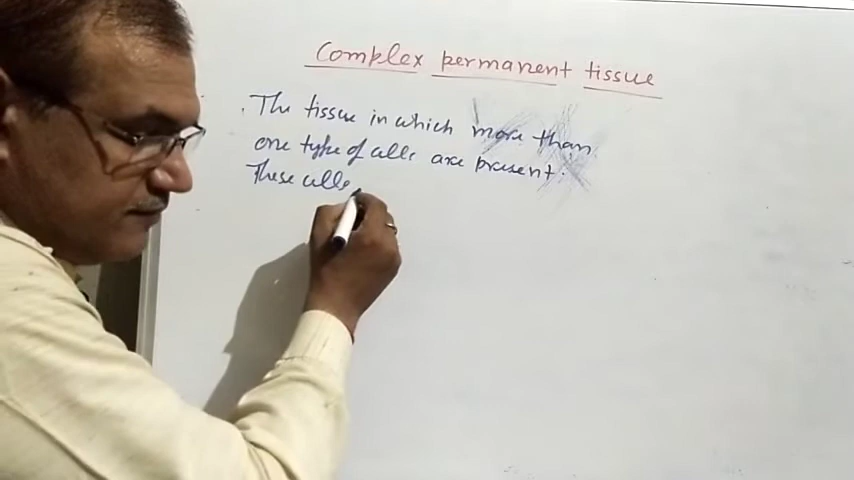 Complex permanent tissue
The tissue in which more than
one type of cells are present.
These cells